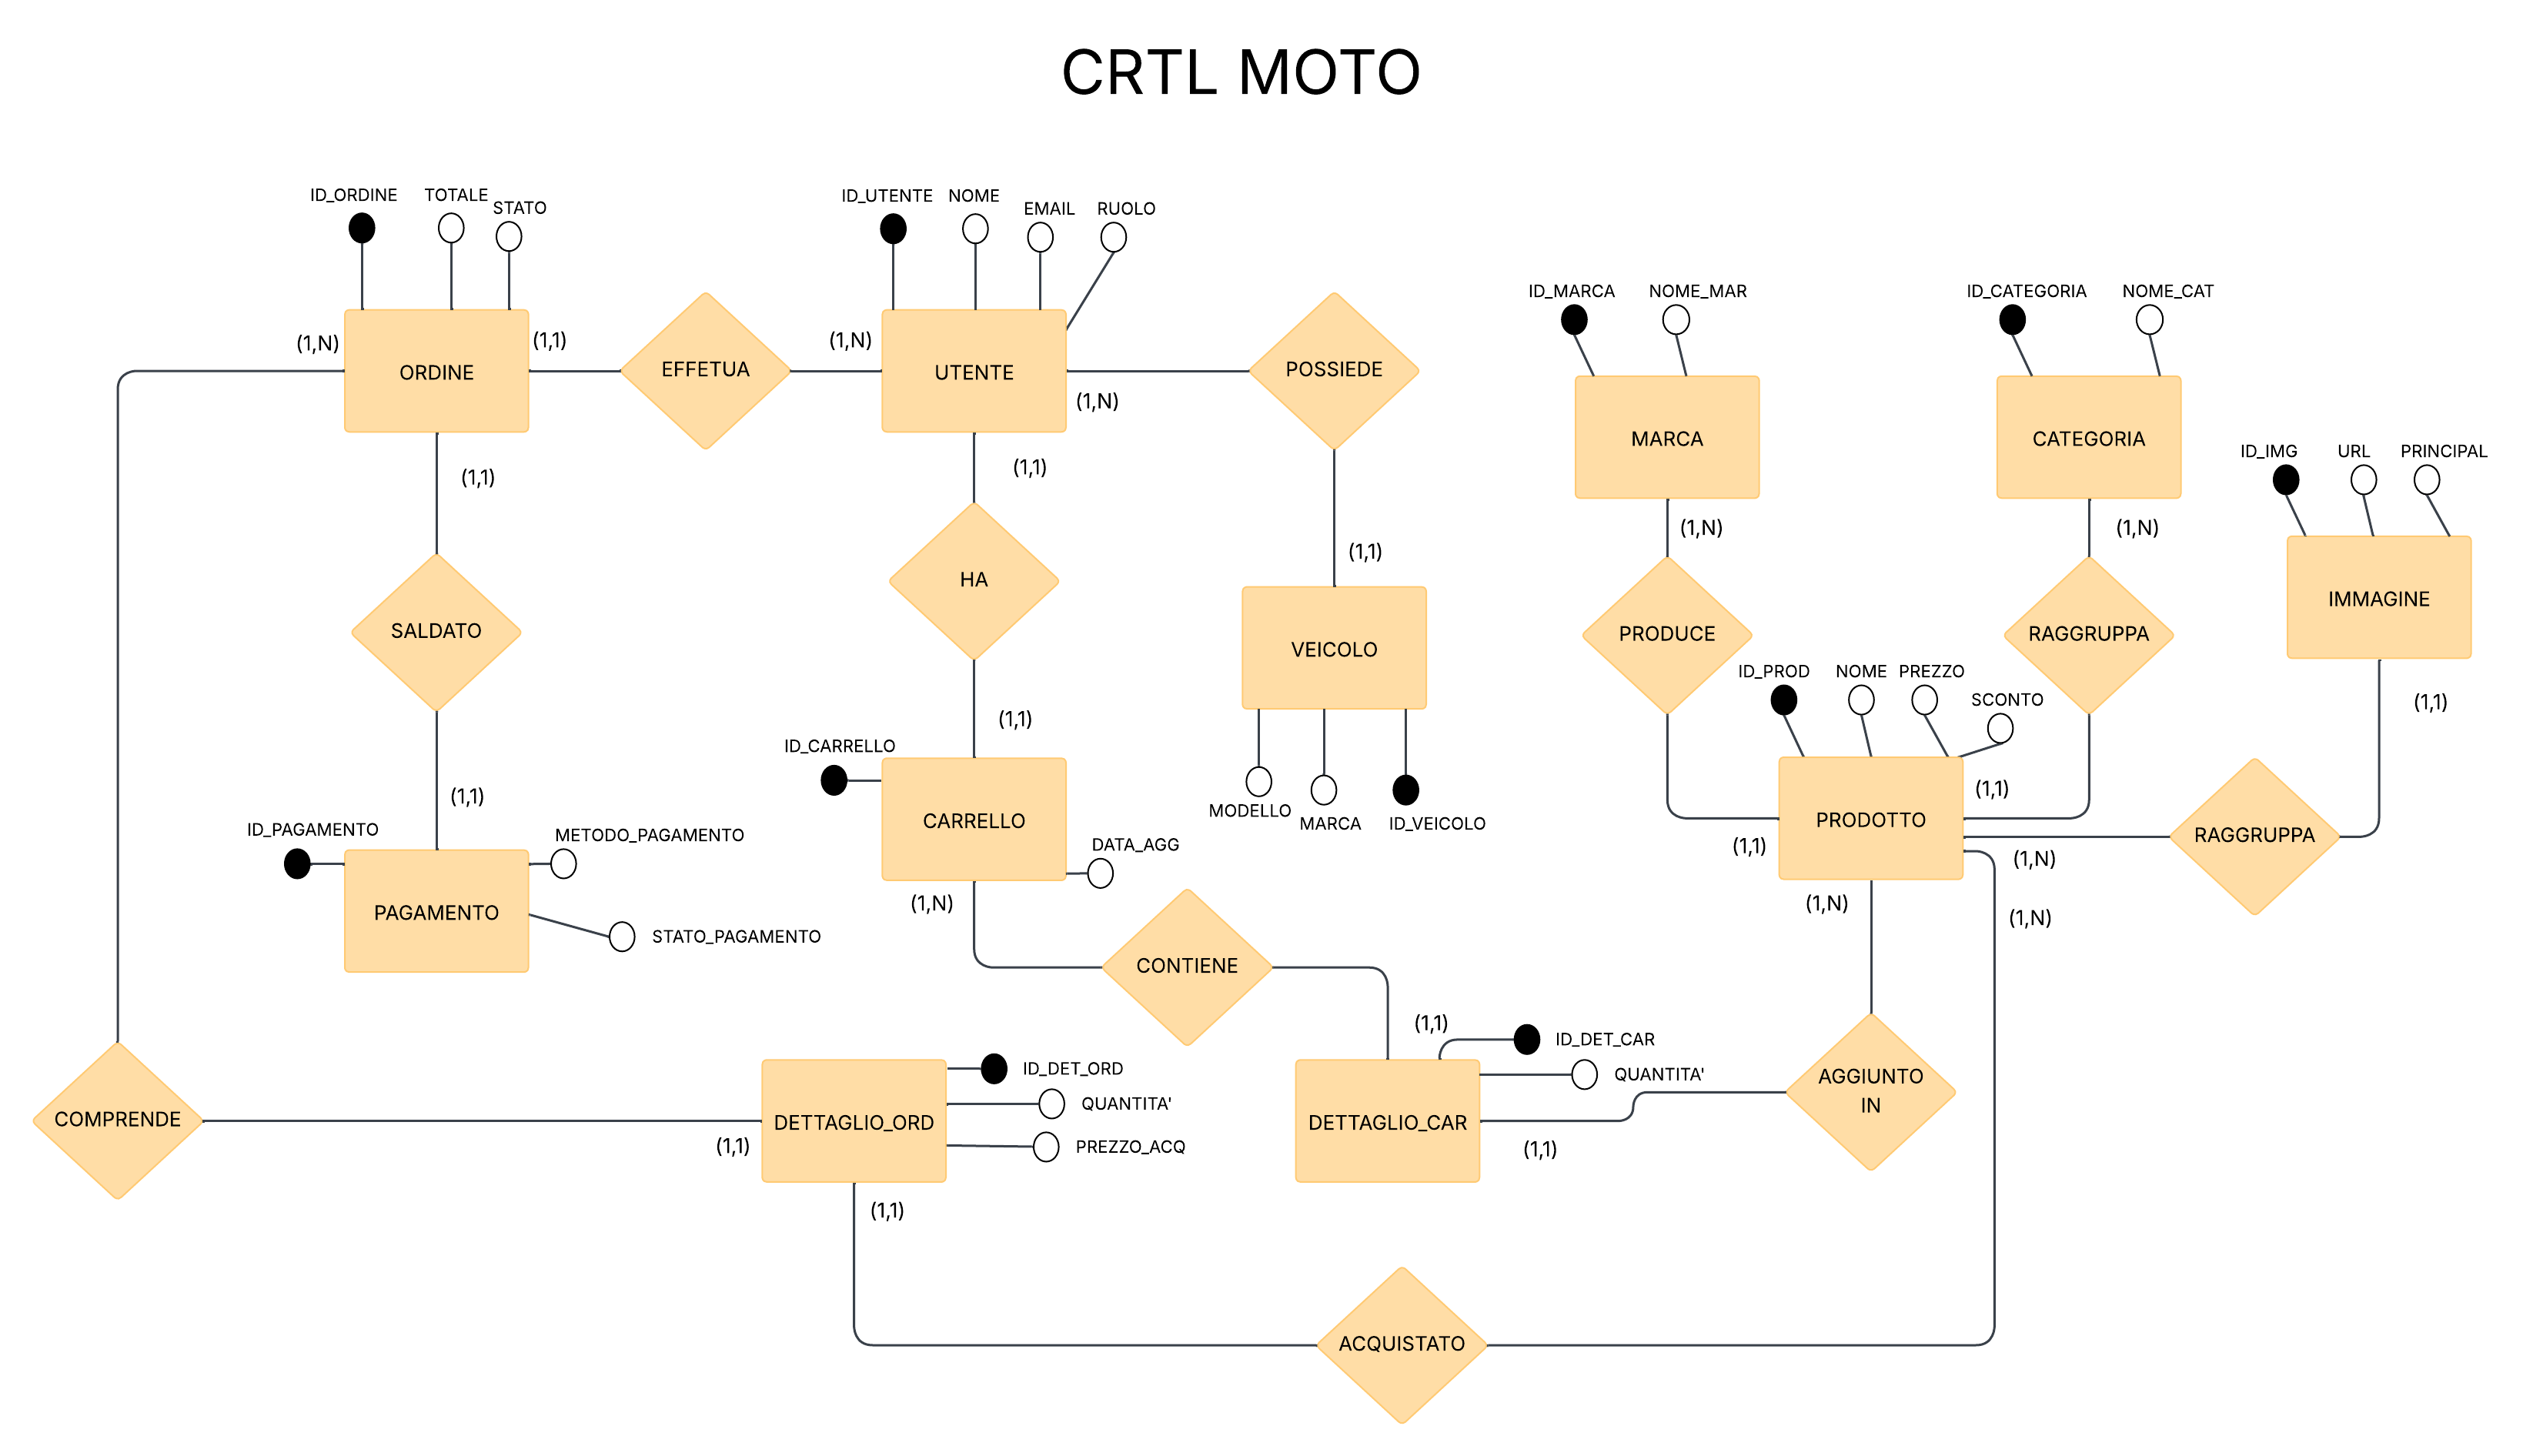 CRTL MOTO
ID_ORDINE
TOTALE
STATO
ID_UTENTE
NOME
EMAIL
RUOLO
ID_MARCA
NOME_MAR
ID_CATEGORIA
NOME_CAT
(1,N)
ORDINE
(1,1)
EFFETUA
(1,N)
UTENTE
(1,N)
POSSIEDE
MARCA
CATEGORIA
ID_IMG
URL
PRINCIPAL
(1,1)
(1,1)
(1,1)
(1,N)
(1,N)
SALDATO
HA
VEICOLO
PRODUCE
RAGGRUPPA
IMMAGINE
ID_PROD
NOME
PREZZO
SCONTO
(1,1)
(1,1)
(1,1)
ID_CARRELLO
CARRELLO
MODELLO
MARCA
ID_VEICOLO
(1,1)
PRODOTTO
(1,1)
RAGGRUPPA
ID_PAGAMENTO
METODO_PAGAMENTO
DATA_AGG
(1,N)
PAGAMENTO
STATO_PAGAMENTO
(1,N)
(1,N)
(1,N)
CONTIENE
(1,1)
ID_DET_CAR
QUANTITA'
AGGIUNTO
IN
COMPRENDE
(1,1)
DETTAGLIO_ORD
ID_DET_ORD
QUANTITA'
PREZZO_ACQ
DETTAGLIO_CAR
(1,1)
(1,1)
ACQUISTATO